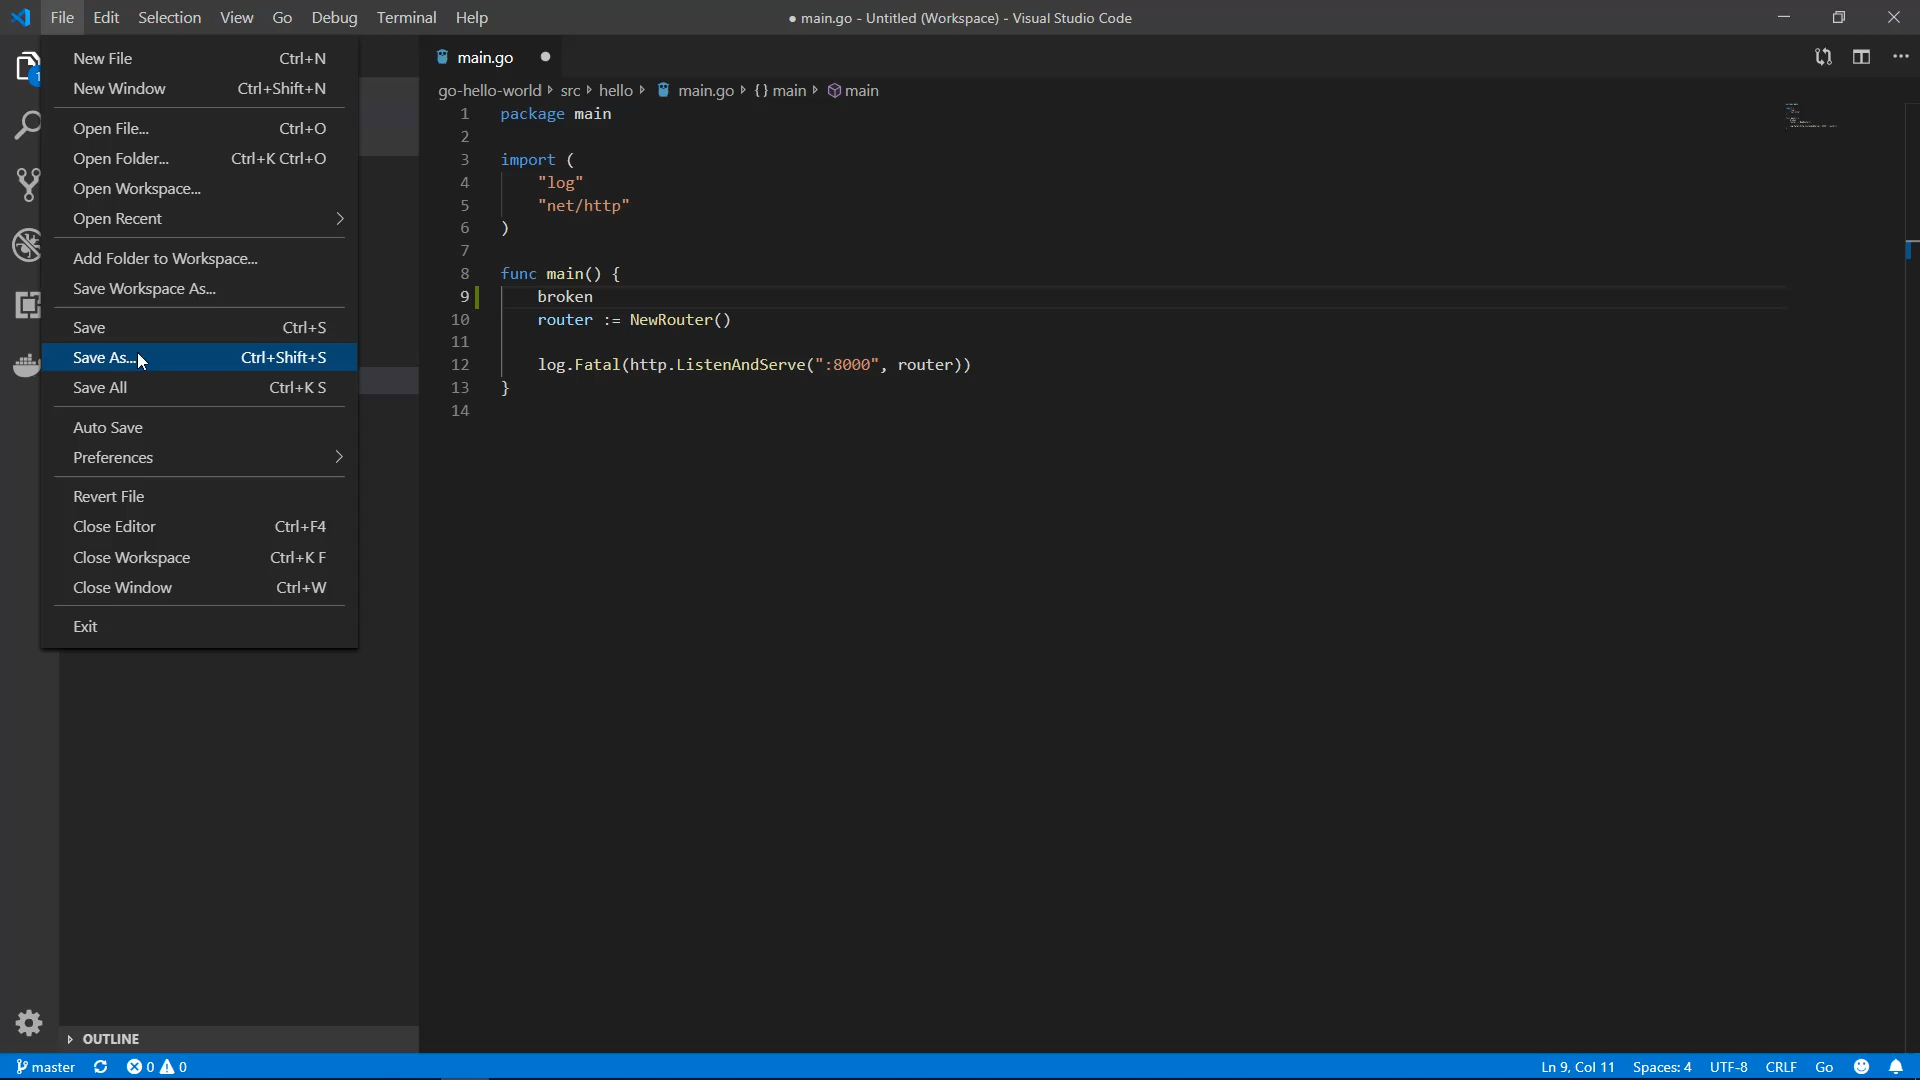 File Edit Selection View Go Debug Terminal Help
● main.go - Untitled (Workspace) - Visual Studio Code
New File Ctrl+N
New Window Ctrl+Shift+N
Open File... Ctrl+O
Open Folder... Ctrl+K Ctrl+O
Open Workspace...
Open Recent
Add Folder to Workspace...
Save Workspace As...
Save Ctrl+S
Save As... Ctrl+Shift+S
Save All Ctrl+K S
Auto Save
Preferences
Revert File
Close Editor Ctrl+F4
Close Workspace Ctrl+K F
Close Window Ctrl+W
Exit
1
OUTLINE
main.go
go-hello-world src hello main.go {} main main
1 package main
2
3 import (
4 "log"
5 "net/http"
6 )
7
8 func main() {
9 broken
10 router := NewRouter()
11
12 log.Fatal(http.ListenAndServe(":8000", router))
13 }
14
master 0 0
Ln 9, Col 11 Spaces: 4 UTF-8 CRLF Go